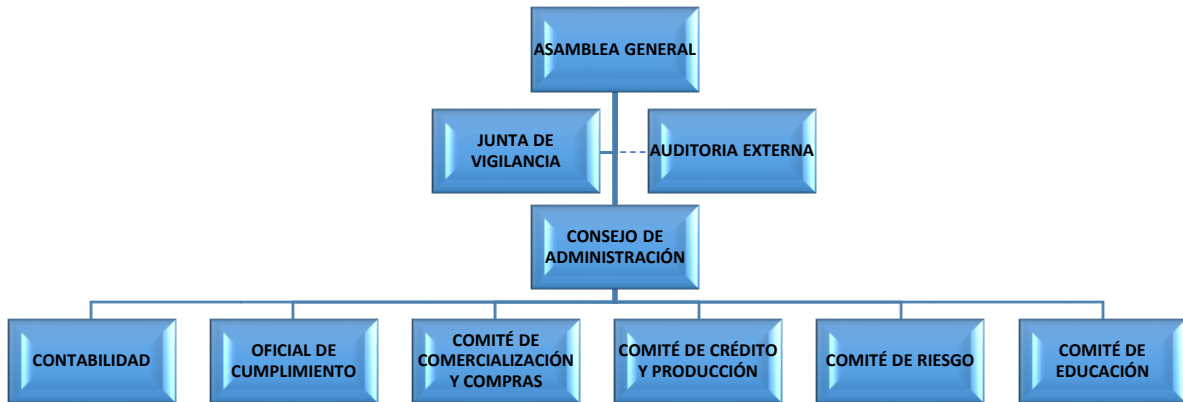 ASAMBLEA GENERAL
JUNTA DE
VIGILANCIA
AUDITORIA EXTERNA
CONSEJO DE
ADMINISTRACIÓN
CONTABILIDAD
OFICIAL DE
CUMPLIMIENTO
COMITÉ DE
COMERCIALIZACIÓN
Y COMPRAS
COMITÉ DE CRÉDITO
Y PRODUCCIÓN
COMITÉ DE RIESGO
COMITÉ DE
EDUCACIÓN